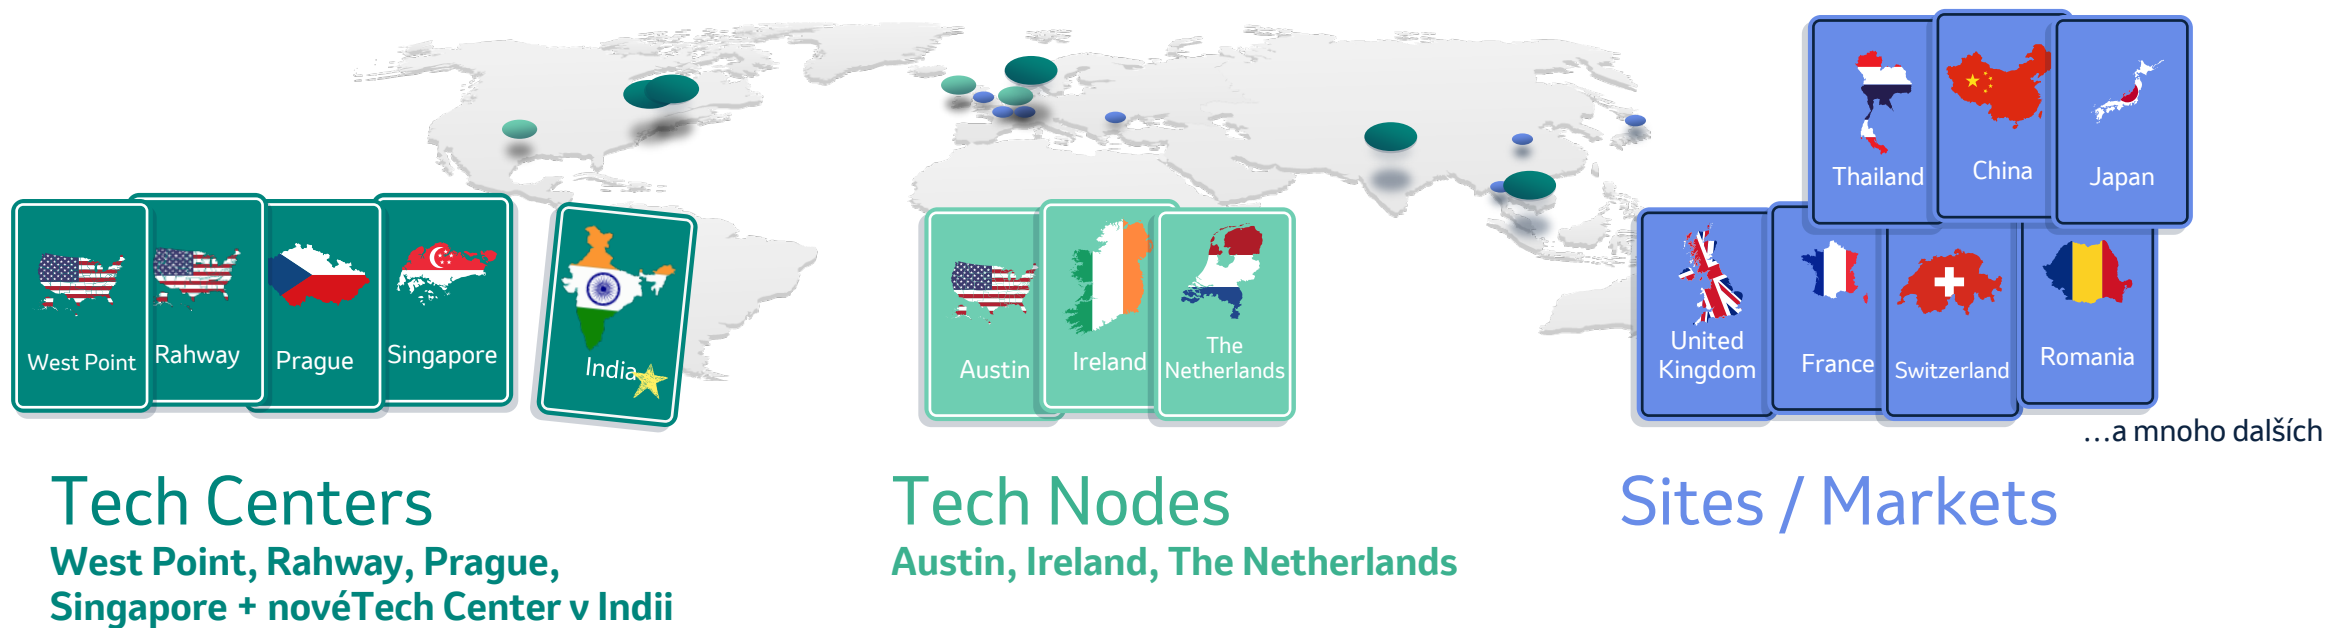 West Point
Rahway
Prague
Singapore
India
Austin
Ireland
The
Netherlands
Thailand
China
Japan
United
Kingdom
France
Switzerland
Romania
...a mnoho dalších
Tech Centers
West Point, Rahway, Prague,
Singapore + novéTech Center v Indii
Tech Nodes
Austin, Ireland, The Netherlands
Sites / Markets